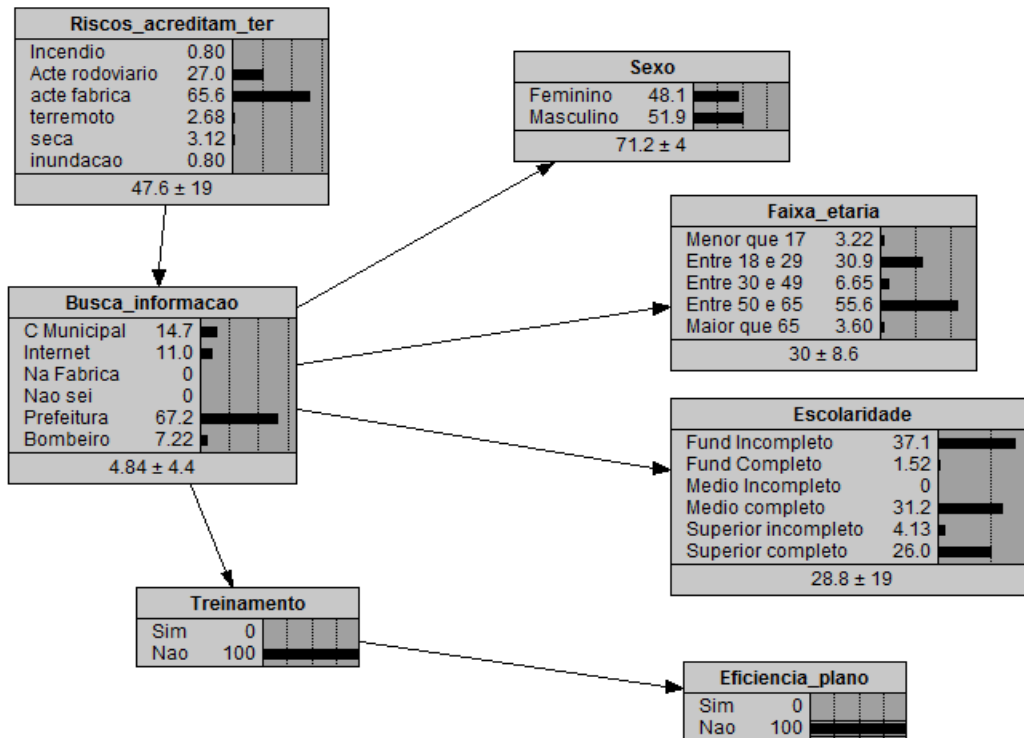 Riscos_acreditam_ter
Incendio 0.80
Acte rodoviario 27.0
acte fabrica 65.6
terremoto 2.68
seca 3.12
inundacao 0.80
47.6 ± 19
Sexo
Feminino 48.1
Masculino 51.9
71.2 ± 4
Faixa_etaria
Menor que 17 3.22
Entre 18 e 29 30.9
Entre 30 e 49 6.65
Entre 50 e 65 55.6
Maior que 65 3.60
30 ± 8.6
Busca_informacao
C Municipal 14.7
Internet 11.0
Na Fabrica 0
Nao sei 0
Prefeitura 67.2
Bombeiro 7.22
4.84 ± 4.4
Escolaridade
Fund Incompleto 37.1
Fund Completo 1.52
Medio Incompleto 0
Medio completo 31.2
Superior incompleto 4.13
Superior completo 26.0
28.8 ± 19
Treinamento
Sim 0
Nao 100
Eficiencia_plano
Sim 0
Nao 100